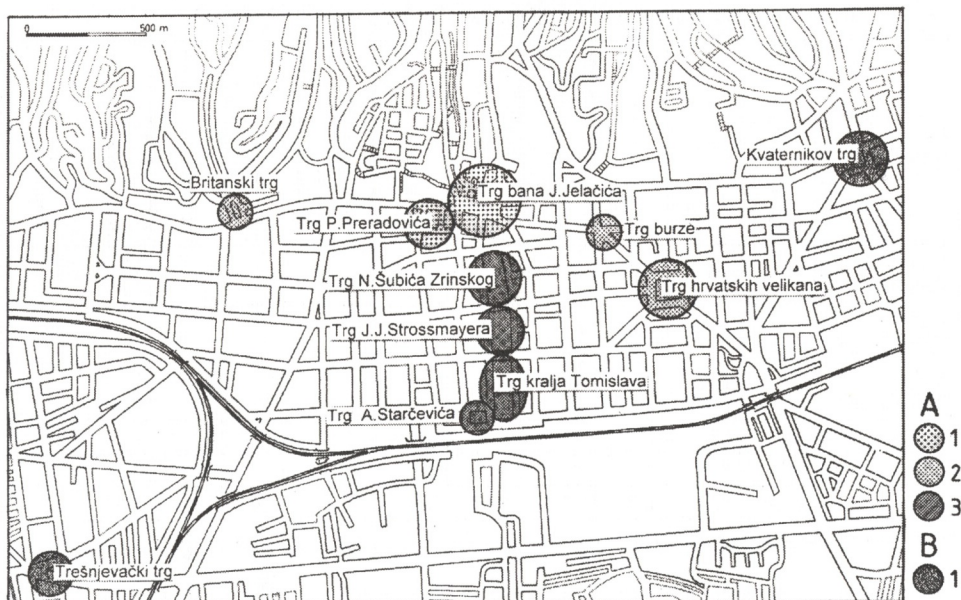 0 500 m
Kvaternikov trg
Britanski trg
Trg bana J.Jelačića
Trg P.Preradovića
Trg burze
Trg N.Šubića Zrinskog
Trg hrvatskih velikana
Trg J.J.Strossmayera
Trg kralja Tomislava
Trg A.Starčevića
Trešnjevački trg
A
1
2
3
B
1